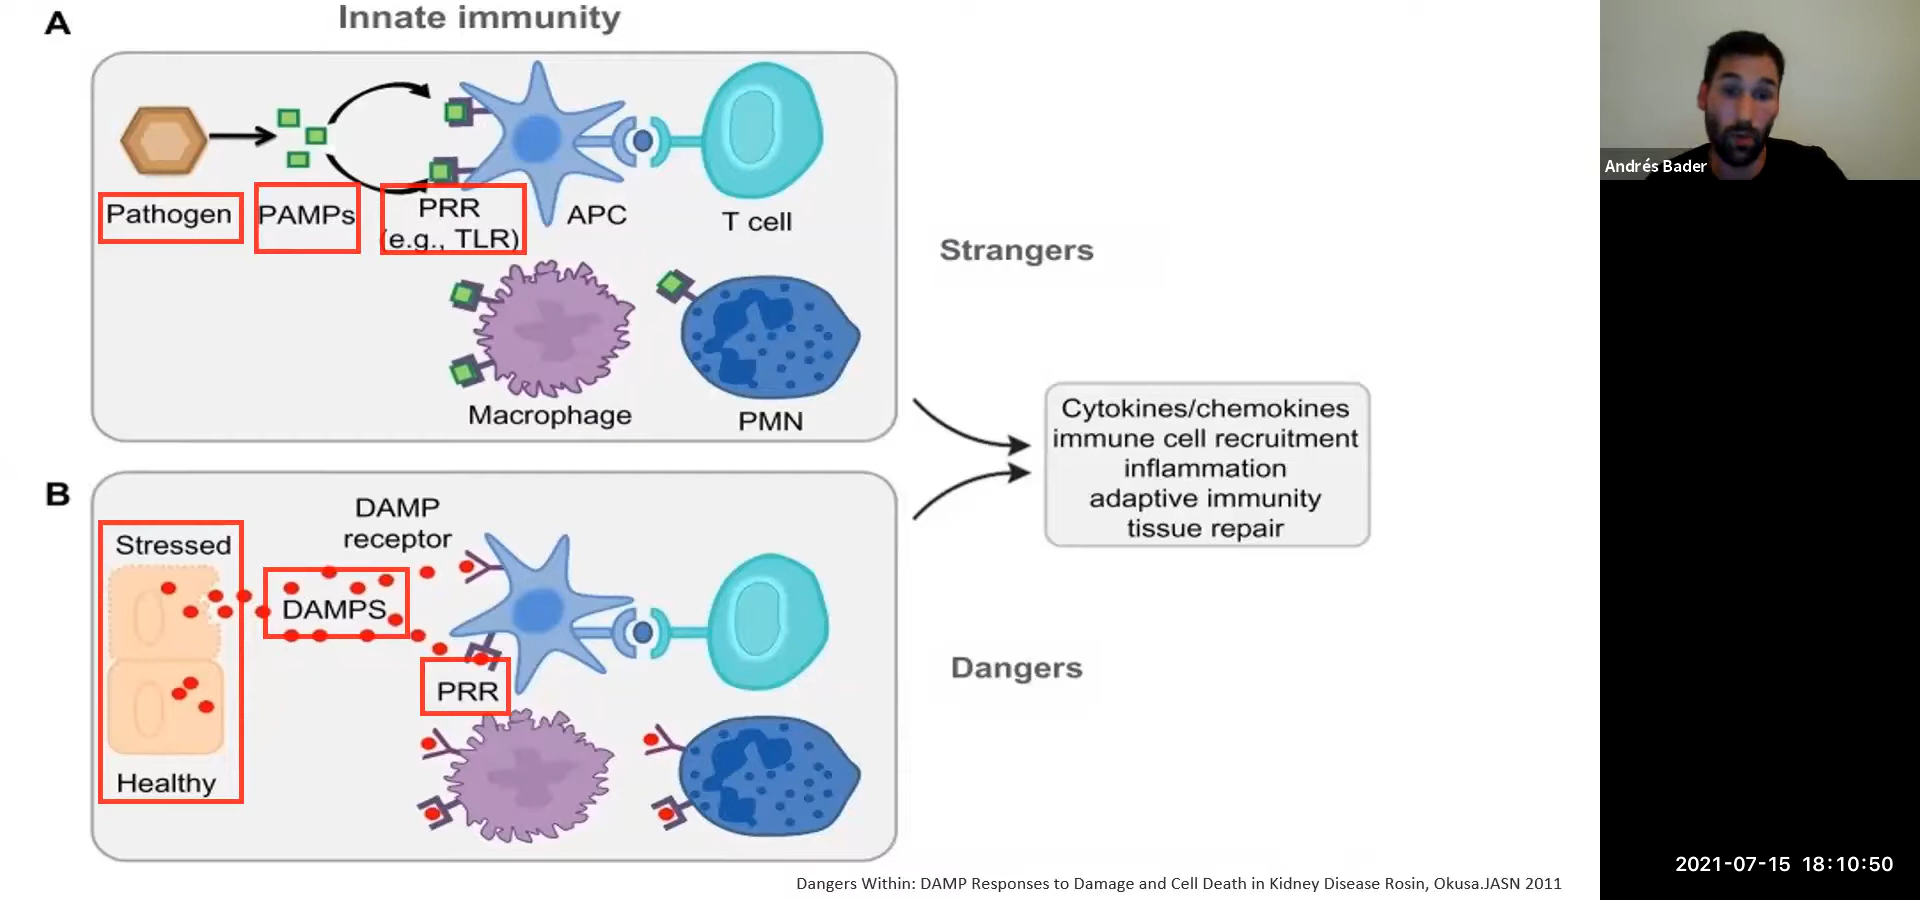 A
Innate immunity
Pathogen
PAMPs
PRR
(e.g., TLR)
APC
T cell
Macrophage
PMN
Strangers
Cytokines/chemokines
immune cell recruitment
inflammation
adaptive immunity
tissue repair
B
DAMP
receptor
Stressed
DAMPS
PRR
Healthy
Dangers
Dangers Within: DAMP Responses to Damage and Cell Death in Kidney Disease Rosin, Okusa.JASN 2011
Andrés Bader
2021-07-15 18:10:50